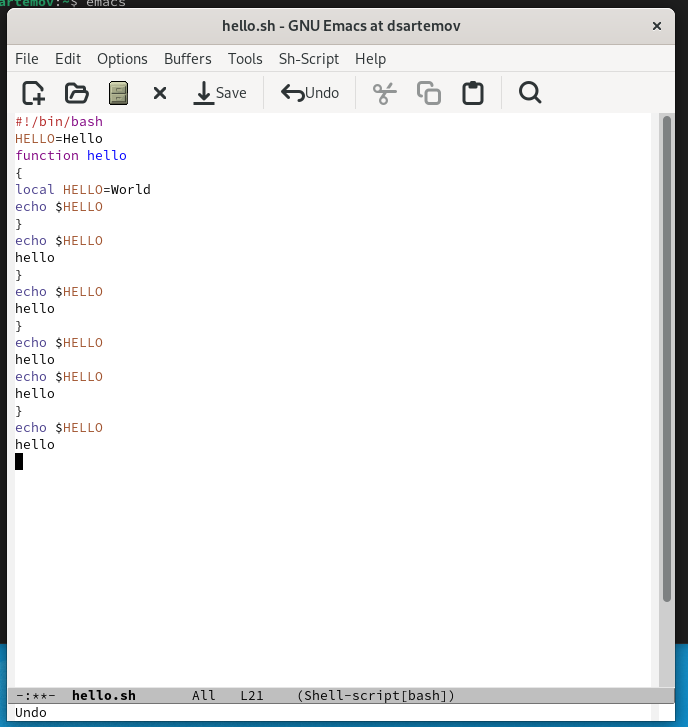 artemov:~$ emacs
hello.sh - GNU Emacs at dsartemov
File Edit Options Buffers Tools Sh-Script Help
Save Undo
#!/bin/bash
HELLO=Hello
function hello
{
local HELLO=World
echo $HELLO
}
echo $HELLO
hello
}
echo $HELLO
hello
}
echo $HELLO
hello
echo $HELLO
hello
}
echo $HELLO
hello
-:**- hello.sh All L21 (Shell-script[bash])
Undo